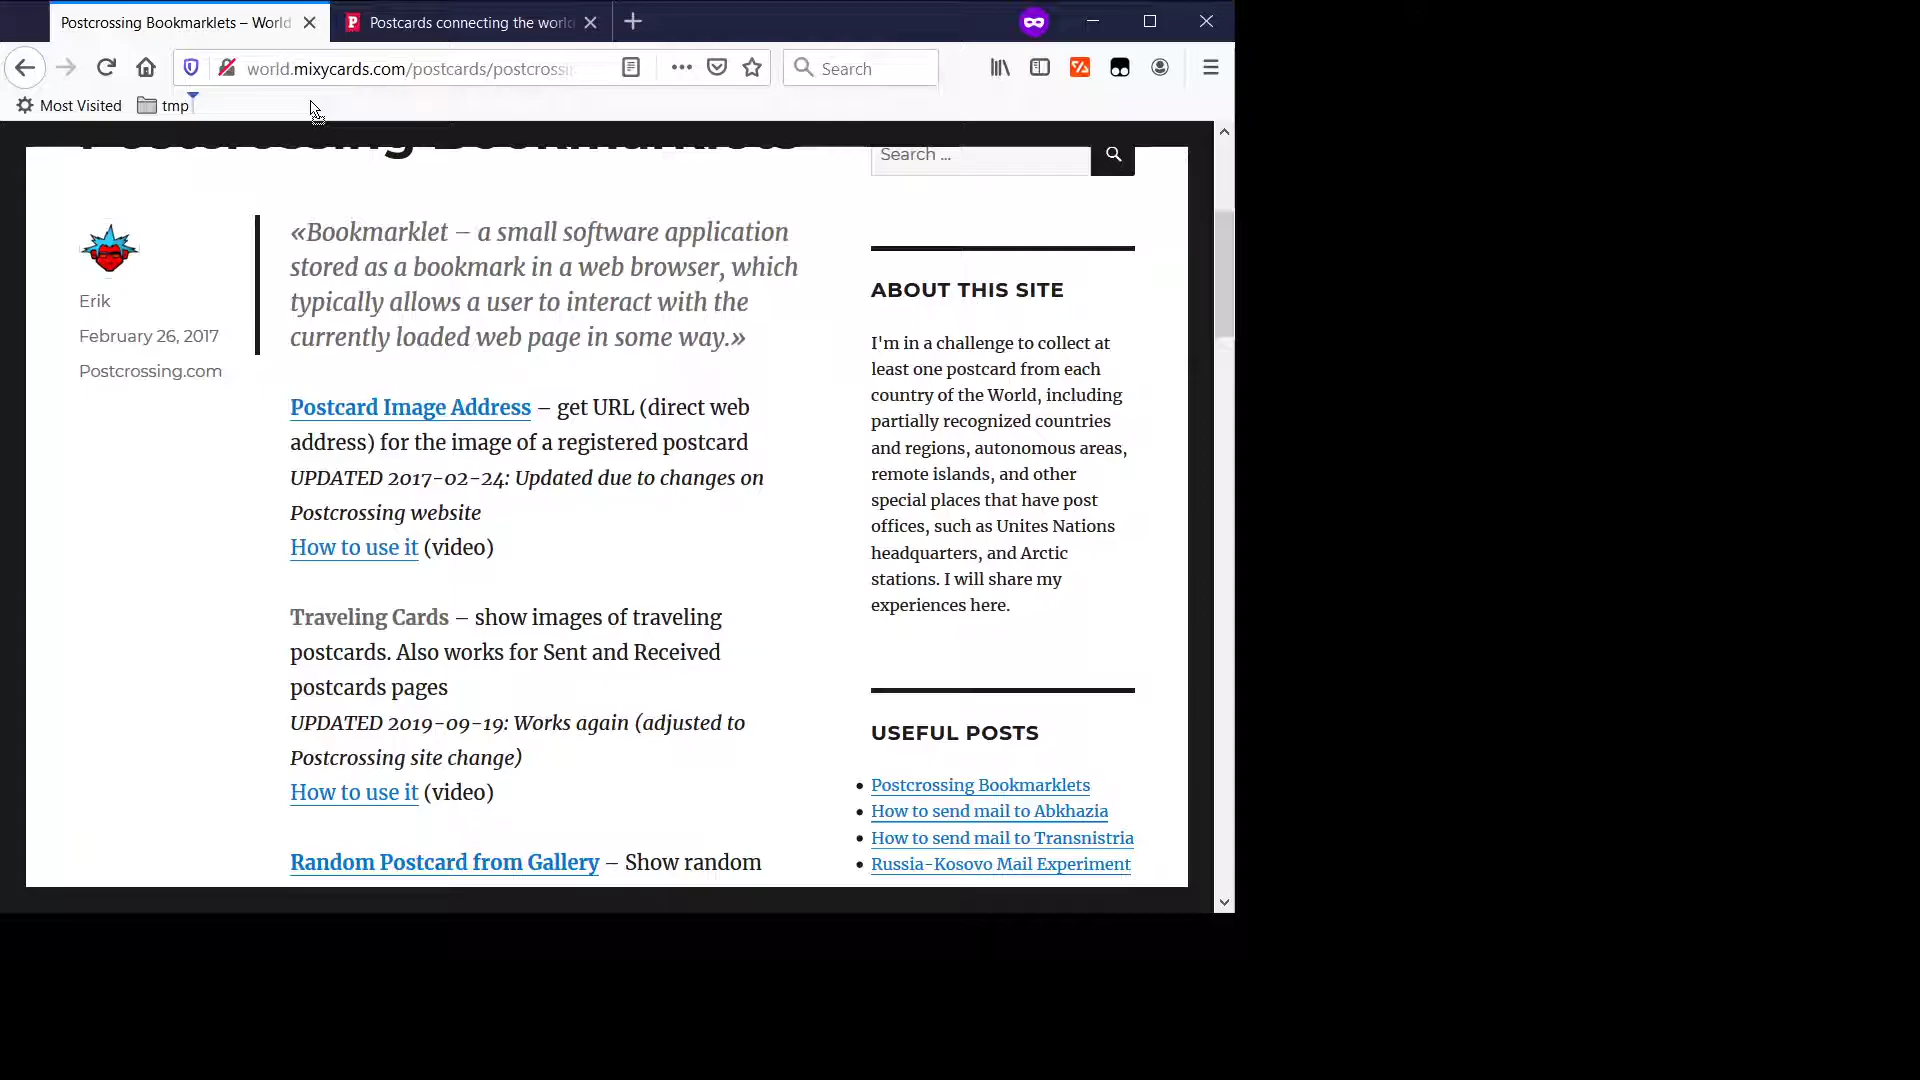 Postcrossing Bookmarklets – World
Postcards connecting the world
world.mixycards.com/postcards/postcrossi
Search
Most Visited
tmp
Postcrossing Bookmarklets
Search ...
Erik
February 26, 2017
Postcrossing.com
«Bookmarklet – a small software application
stored as a bookmark in a web browser, which
typically allows a user to interact with the
currently loaded web page in some way.»
Postcard Image Address – get URL (direct web
address) for the image of a registered postcard
UPDATED 2017-02-24: Updated due to changes on
Postcrossing website
How to use it (video)
Traveling Cards – show images of traveling
postcards. Also works for Sent and Received
postcards pages
UPDATED 2019-09-19: Works again (adjusted to
Postcrossing site change)
How to use it (video)
Random Postcard from Gallery – Show random
ABOUT THIS SITE
I'm in a challenge to collect at
least one postcard from each
country of the World, including
partially recognized countries
and regions, autonomous areas,
remote islands, and other
special places that have post
offices, such as Unites Nations
headquarters, and Arctic
stations. I will share my
experiences here.
USEFUL POSTS
Postcrossing Bookmarklets
How to send mail to Abkhazia
How to send mail to Transnistria
Russia-Kosovo Mail Experiment